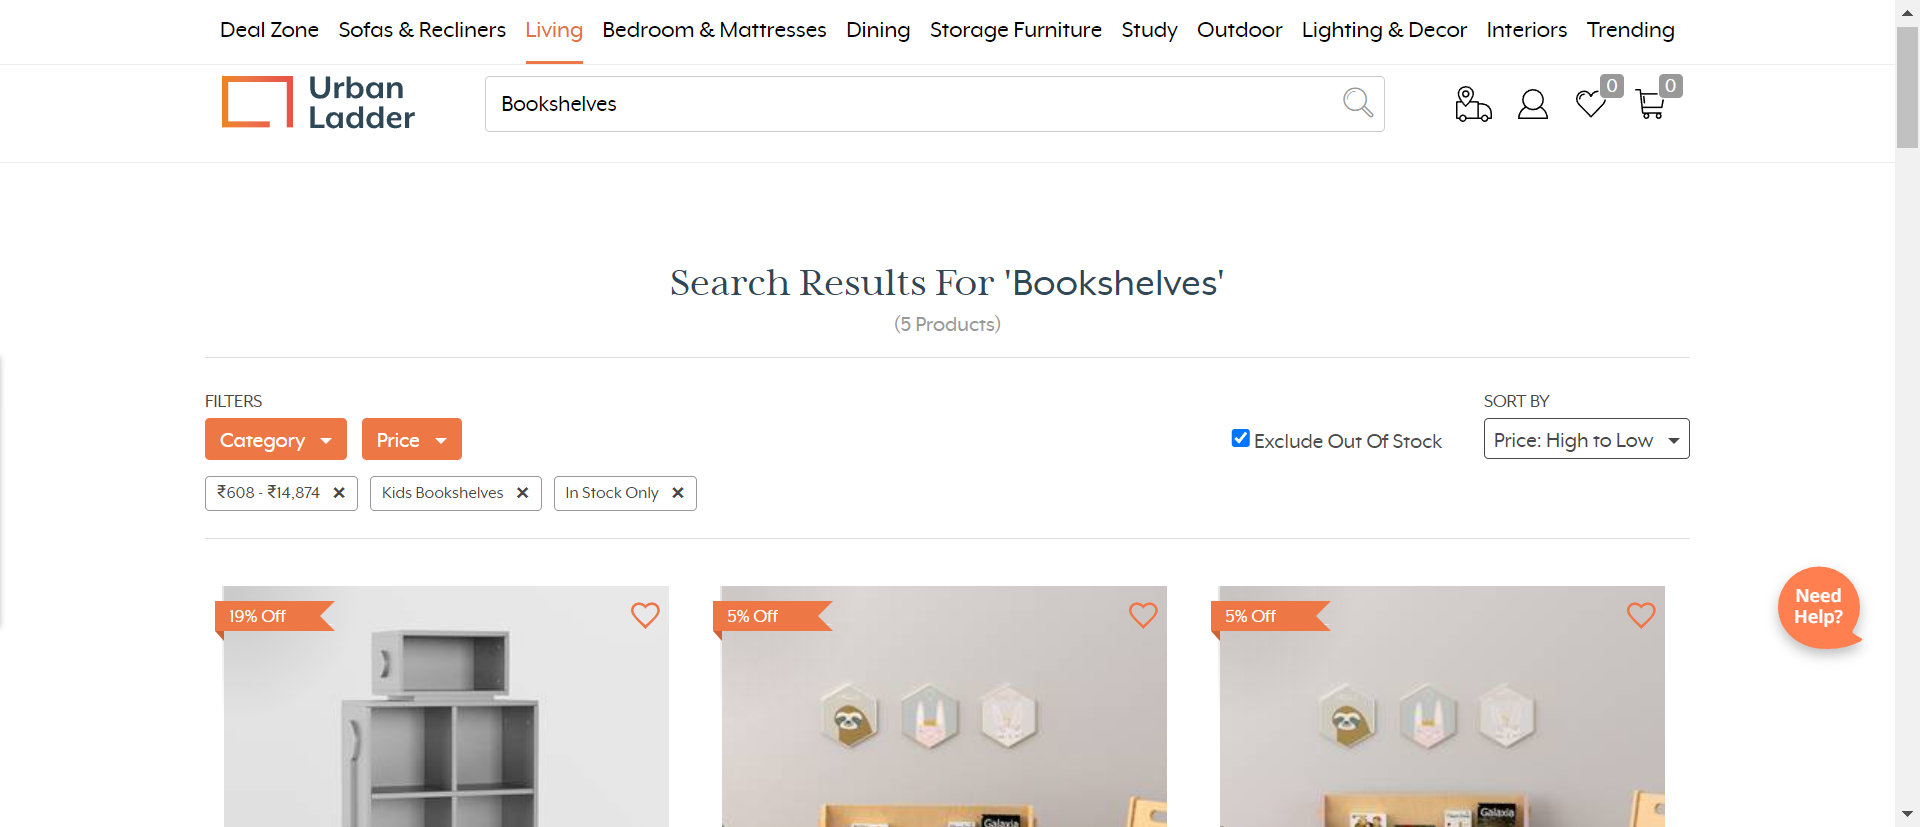 Deal Zone Sofas & Recliners Living Bedroom & Mattresses Dining Storage Furniture Study Outdoor Lighting & Decor Interiors Trending
Urban
Ladder
Bookshelves
0
0
Search Results For 'Bookshelves'
(5 Products)
FILTERS
SORT BY
Category
Price
Exclude Out Of Stock
Price: High to Low
₹608 - ₹14,874
Kids Bookshelves
In Stock Only
Need
Help?
19% Off
5% Off
5% Off
Galaxia
Galaxia